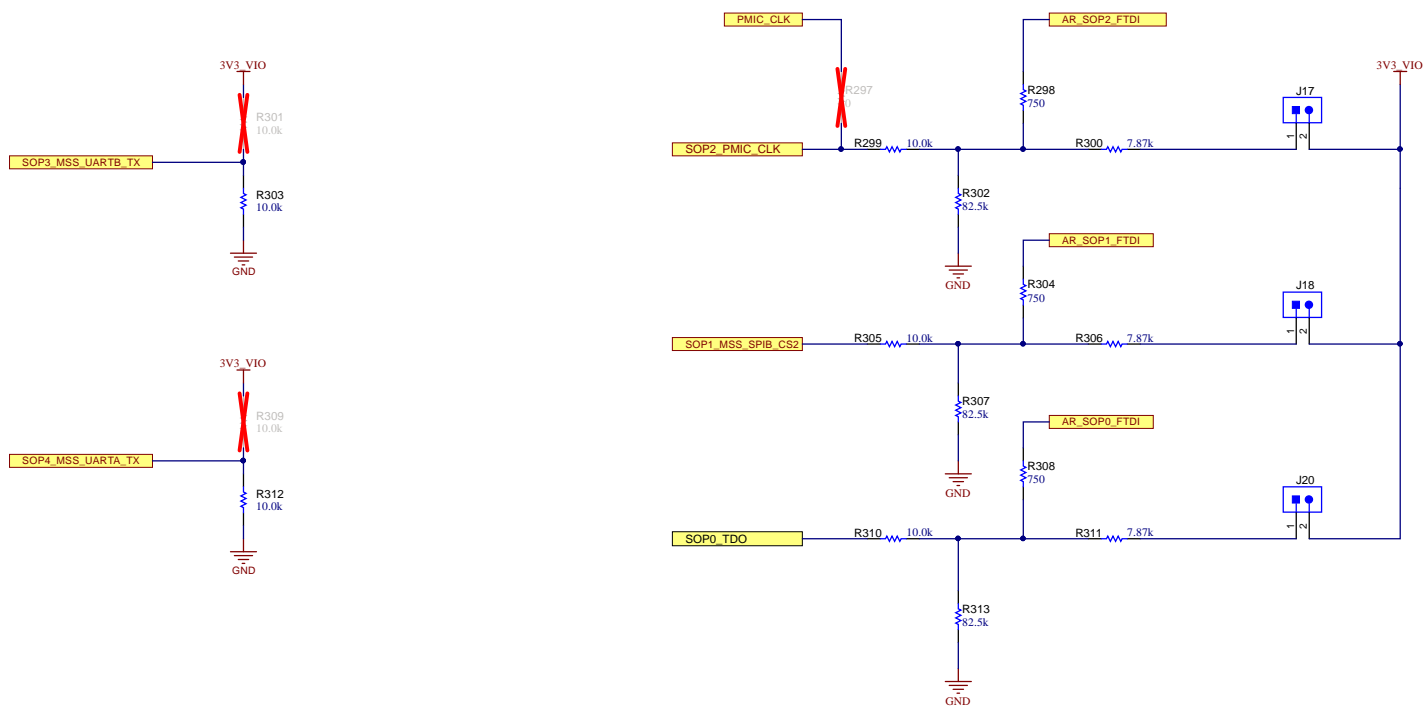 PMIC_CLK
AR_SOP2_FTDI
3V3_VIO
3V3_VIO
R301
10.0k
R297
0
R298
750
J17
1
2
SOP3_MSS_UARTB_TX
SOP2_PMIC_CLK
R299
10.0k
R300
7.87k
R303
10.0k
R302
82.5k
GND
AR_SOP1_FTDI
GND
R304
750
J18
1
2
SOP1_MSS_SPIB_CS2
R305
10.0k
R306
7.87k
3V3_VIO
R309
10.0k
R307
82.5k
AR_SOP0_FTDI
SOP4_MSS_UARTA_TX
R308
750
GND
J20
1
2
R312
10.0k
SOP0_TDO
R310
10.0k
R311
7.87k
GND
R313
82.5k
GND